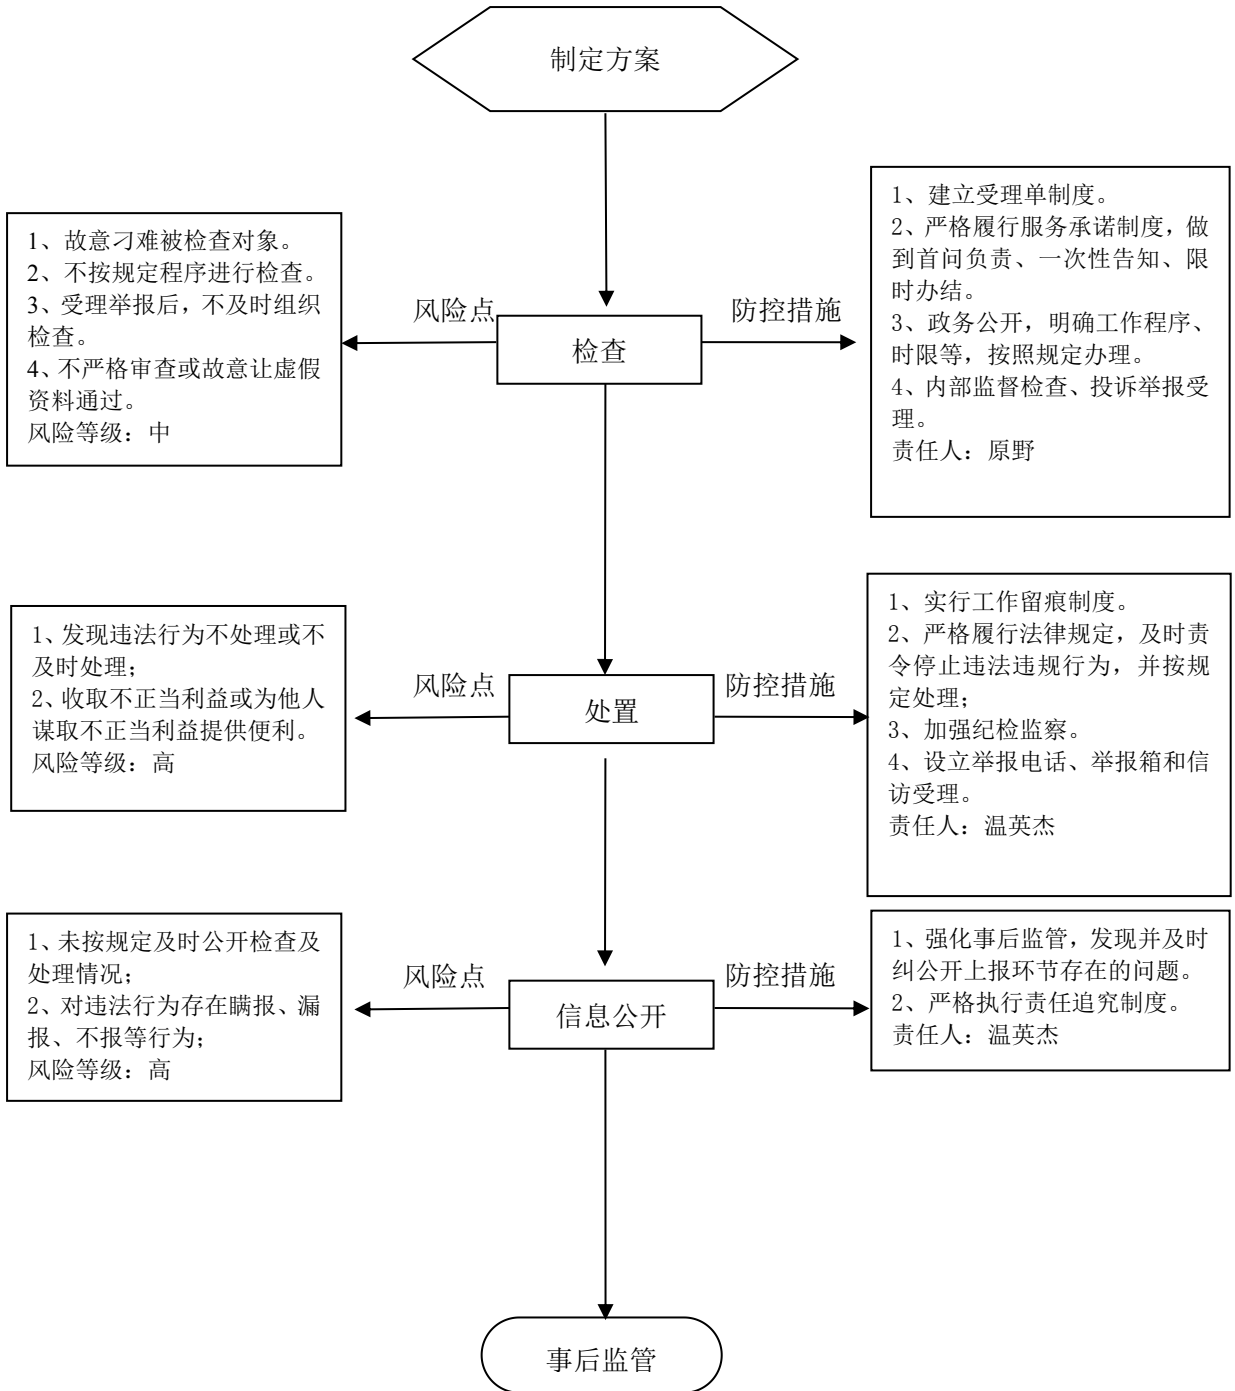 制定方案
1、故意刁难被检查对象。
2、不按规定程序进行检查。
3、受理举报后，不及时组织
检查。
4、不严格审查或故意让虚假
资料通过。
风险等级：中
风险点
检查
防控措施
1、建立受理单制度。
2、严格履行服务承诺制度，做
到首问负责、一次性告知、限
时办结。
3、政务公开，明确工作程序、
时限等，按照规定办理。
4、内部监督检查、投诉举报受
理。
责任人：原野
1、发现违法行为不处理或不
及时处理；
2、收取不正当利益或为他人
谋取不正当利益提供便利。
风险等级：高
风险点
处置
防控措施
1、实行工作留痕制度。
2、严格履行法律规定，及时责
令停止违法违规行为，并按规
定处理；
3、加强纪检监察。
4、设立举报电话、举报箱和信
访受理。
责任人：温英杰
1、未按规定及时公开检查及
处理情况；
2、对违法行为存在瞒报、漏
报、不报等行为；
风险等级：高
风险点
信息公开
防控措施
1、强化事后监管，发现并及时
纠公开上报环节存在的问题。
2、严格执行责任追究制度。
责任人：温英杰
事后监管